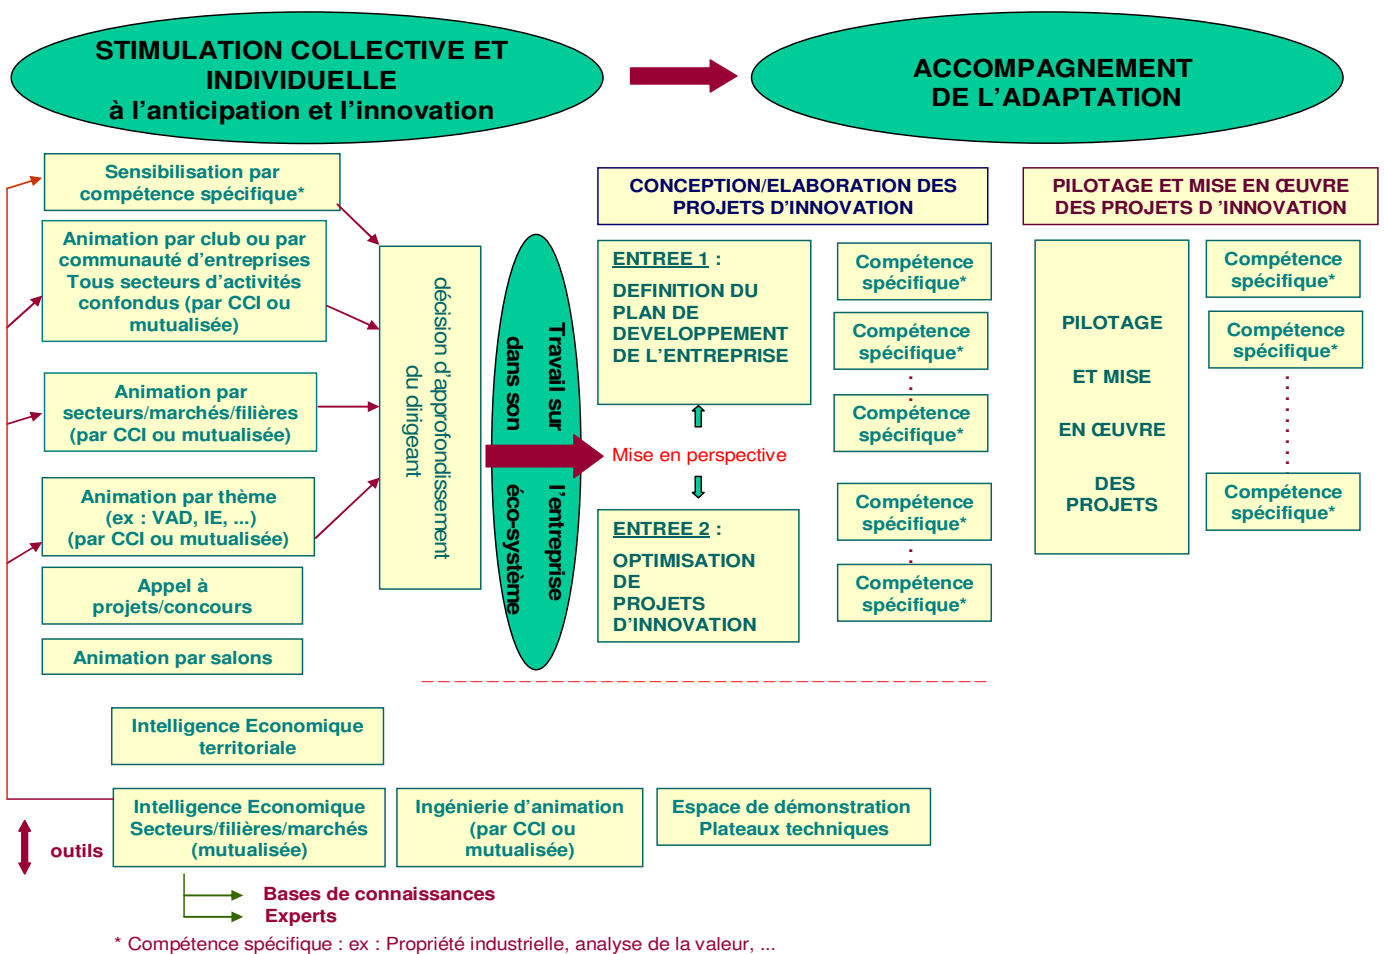 STIMULATION COLLECTIVE ET
INDIVIDUELLE
à l’anticipation et l’innovation
ACCOMPAGNEMENT
DE L’ADAPTATION
Sensibilisation par
compétence spécifique*
Animation par club ou par
communauté d’entreprises
Tous secteurs d’activités
confondus (par CCI ou
mutualisée)
Animation par
secteurs/marchés/filières
(par CCI ou mutualisée)
Animation par thème
(ex : VAD, IE, ...)
(par CCI ou mutualisée)
Appel à
projets/concours
Animation par salons
décision d’approfondissement
du dirigeant
Travail sur l’entreprise
dans son éco-système
CONCEPTION/ELABORATION DES
PROJETS D’INNOVATION
ENTREE 1 :
DEFINITION DU
PLAN DE
DEVELOPPEMENT
DE L’ENTREPRISE
Mise en perspective
ENTREE 2 :
OPTIMISATION
DE
PROJETS
D’INNOVATION
Compétence
spécifique*
Compétence
spécifique*
Compétence
spécifique*
Compétence
spécifique*
Compétence
spécifique*
PILOTAGE ET MISE EN ŒUVRE
DES PROJETS D ’INNOVATION
PILOTAGE
ET MISE
EN ŒUVRE
DES
PROJETS
Compétence
spécifique*
Compétence
spécifique*
Compétence
spécifique*
Intelligence Economique
territoriale
Intelligence Economique
Secteurs/filières/marchés
(mutualisée)
Ingénierie d’animation
(par CCI ou
mutualisée)
Espace de démonstration
Plateaux techniques
outils
Bases de connaissances
Experts
* Compétence spécifique : ex : Propriété industrielle, analyse de la valeur, ...